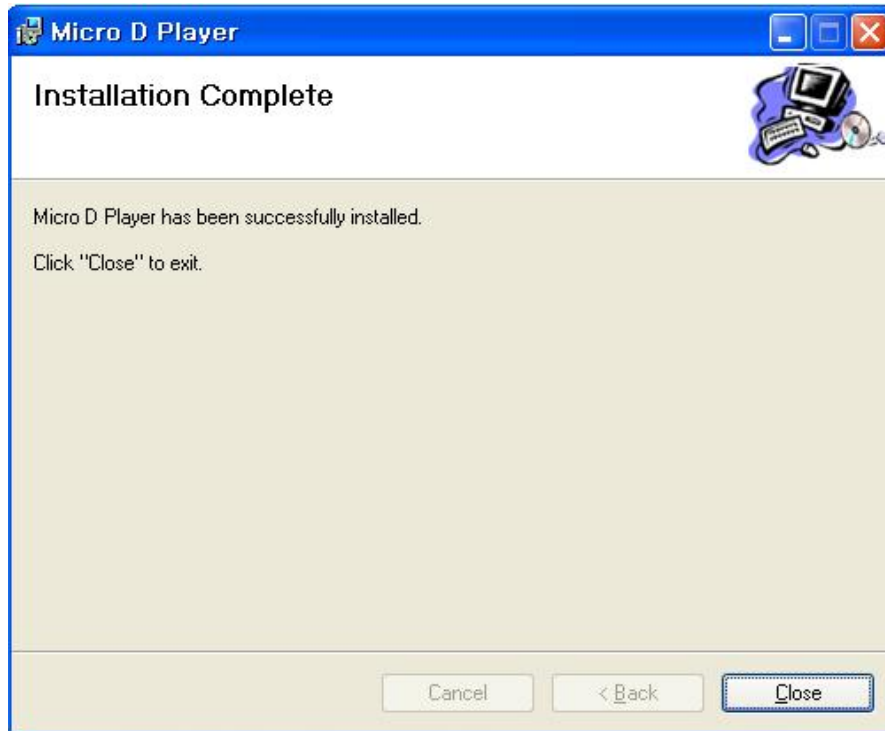 Micro D Player
Installation Complete
Micro D Player has been successfully installed.
Click "Close" to exit.
Cancel
< Back
Close